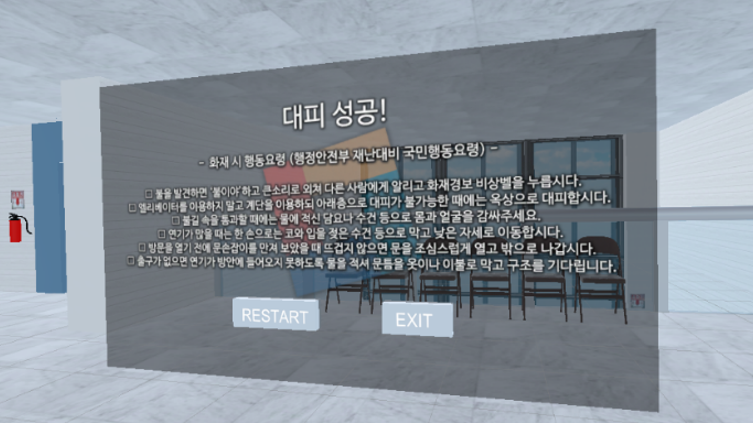 대피 성공!
- 화재 시 행동요령 (행정안전부 재난대비 국민행동요령) -
□ 불을 발견하면 '불이야'하고 큰소리로 외쳐 다른 사람에게 알리고 화재경보 비상벨을 누릅시다.
□ 엘리베이터를 이용하지 말고 계단을 이용하되 아래층으로 대피가 불가능한 때에는 옥상으로 대피합시다.
□ 불길 속을 통과할 때에는 물에 적신 담요나 수건 등으로 몸과 얼굴을 감싸주세요.
□ 연기가 많을 때는 한 손으로는 코와 입을 젖은 수건 등으로 막고 낮은 자세로 이동합시다.
□ 방문을 열기 전에 문손잡이를 만져 보았을 때 뜨겁지 않으면 문을 조심스럽게 열고 밖으로 나갑시다.
□ 출구가 없으면 연기가 방안에 들어오지 못하도록 물을 적셔 문틈을 옷이나 이불로 막고 구조를 기다립니다.
RESTART
EXIT